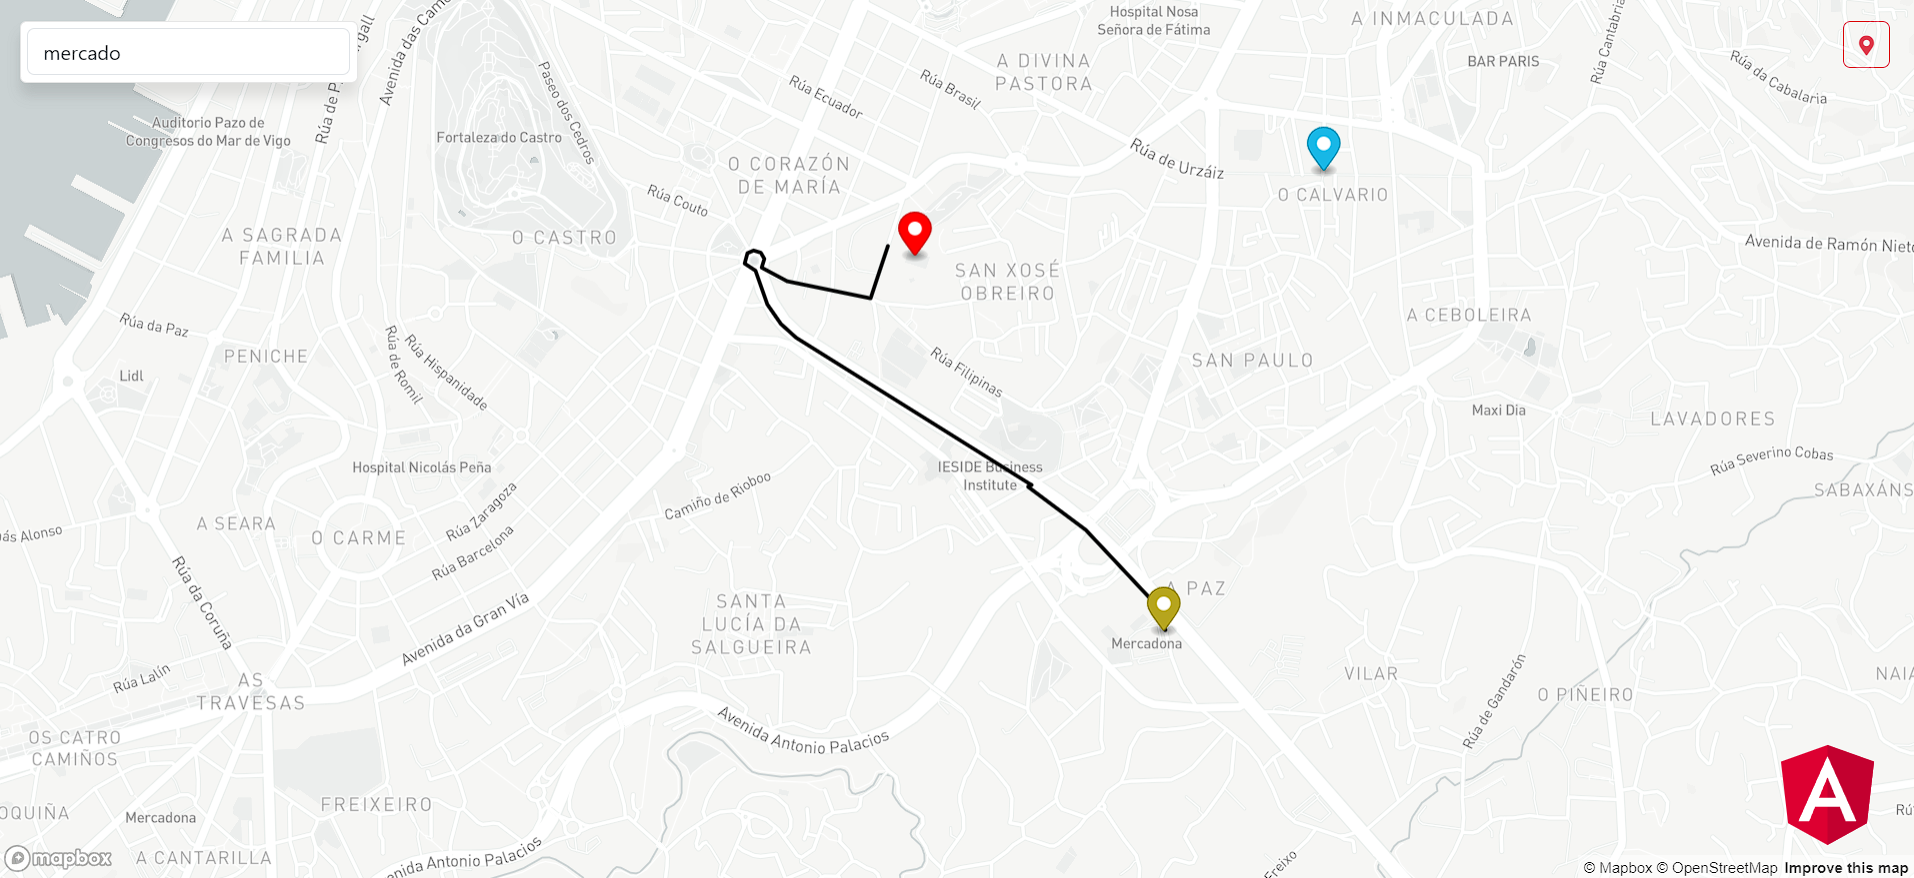 mercado
Hospital Nosa
Señora de Fátima
A INMACULADA
Rúa Cantabria
A DIVINA
PASTORA
BAR PARIS
Rúa da Cabalaria
Avenida das
Paseo dos Cedros
Rúa Ecuador
Rúa Brasil
Auditorio Pazo de
Congresos do Mar de Vigo
Fortaleza do Castro
Rúa de Urzáiz
O CORAZÓN
DE MARÍA
O CALVARIO
Rúa Couto
A SAGRADA
FAMILIA
O CASTRO
Avenida de Ramón Nieto
SAN XOSÉ
OBREIRO
A CEBOLEIRA
Rúa da Paz
PENICHE
Rúa de Romil
Rúa Hispanidade
Rúa Filipinas
SAN PAULO
Lidl
Maxi Dia
LAVADORES
Hospital Nicolás Peña
IESIDE Business
Institute
Rúa Severino Cobas
Camiño de Rioboo
SABAXÁNS
A SEARA
Rúa Zaragoza
ás Alonso
O CARME
Rúa Barcelona
Rúa da Coruña
A PAZ
SANTA
LUCÍA DA
SALGUEIRA
Avenida da Gran Vía
Mercadona
Rúa Lalín
AS
TRAVESAS
VILAR
Rúa de Gandarón
O PIÑEIRO
NAIA
Avenida Antonio Palacios
OS CATRO
CAMIÑOS
FREIXEIRO
OQUIÑA
Mercadona
Rú
A CANTARILLA
Avenida Antonio Palacios
Freixo
mapbox
© Mapbox © OpenStreetMap Improve this map